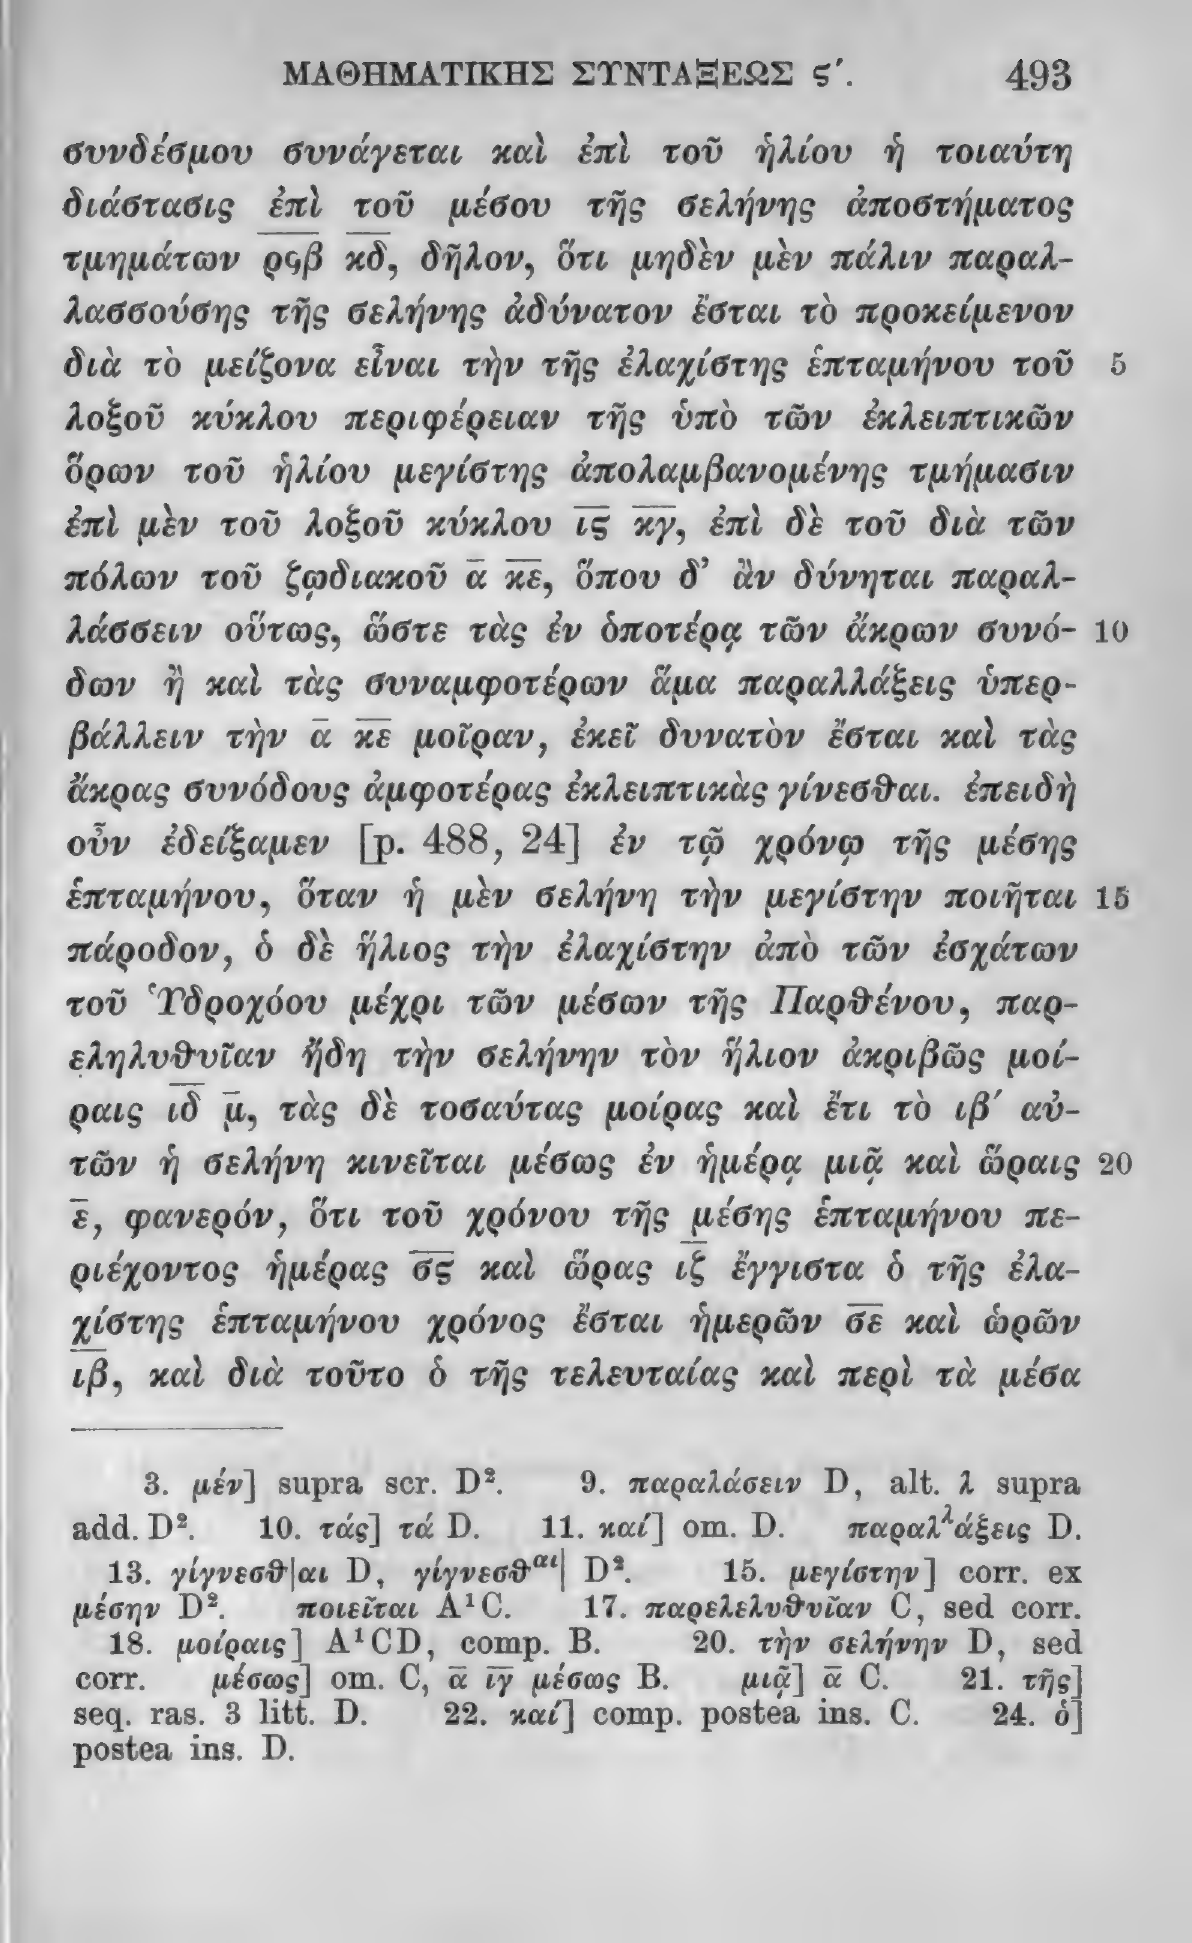 ΜΑΘΗΜΑΤΙΚΗΣ ΣΥΝΤΑΞΕΩΣ ϛʹ. 493
συνδέσμου συνάγεται καὶ ἐπὶ τοῦ ἡλίου ἡ τοιαύτη
διάστασις ἐπὶ τοῦ μέσου τῆς σελήνης ἀποστήματος
τμημάτων ρϙβ κδ, δῆλον, ὅτι μηδὲν μὲν πάλιν παραλ-
λασσούσης τῆς σελήνης ἀδύνατον ἔσται τὸ προκείμενον
διὰ τὸ μείζονα εἶναι τὴν τῆς ἐλαχίστης ἑπταμήνου τοῦ 5
λοξοῦ κύκλου περιφέρειαν τῆς ὑπὸ τῶν ἐκλειπτικῶν
ὅρων τοῦ ἡλίου μεγίστης ἀπολαμβανομένης τμήμασιν
ἐπὶ μὲν τοῦ λοξοῦ κύκλου ιϛ κγ, ἐπὶ δὲ τοῦ διὰ τῶν
πόλων τοῦ ζῳδιακοῦ α κε, ὅπου δ’ ἂν δύνηται παραλ-
λάσσειν οὕτως, ὥστε τὰς ἐν ὁποτέρᾳ τῶν ἄκρων συνό- 10
δων ἢ καὶ τὰς συναμφοτέρων ἅμα παραλλάξεις ὑπερ-
βάλλειν τὴν α κε μοῖραν, ἐκεῖ δυνατὸν ἔσται καὶ τὰς
ἄκρας συνόδους ἀμφοτέρας ἐκλειπτικὰς γίνεσθαι. ἐπειδὴ
οὖν ἐδείξαμεν [p. 488, 24] ἐν τῷ χρόνῳ τῆς μέσης
ἑπταμήνου, ὅταν ἡ μὲν σελήνη τὴν μεγίστην ποιῆται 15
πάροδον, ὁ δὲ ἥλιος τὴν ἐλαχίστην ἀπὸ τῶν ἐσχάτων
τοῦ Ὑδροχόου μέχρι τῶν μέσων τῆς Παρθένου, παρ-
εληλυθυῖαν ἤδη τὴν σελήνην τὸν ἥλιον ἀκριβῶς μοί-
ραις ιδ μ, τὰς δὲ τοσαύτας μοίρας καὶ ἔτι τὸ ιβʹ αὐ-
τῶν ἡ σελήνη κινεῖται μέσως ἐν ἡμέρᾳ μιᾷ καὶ ὥραις 20
ε, φανερόν, ὅτι τοῦ χρόνου τῆς μέσης ἑπταμήνου πε-
ριέχοντος ἡμέρας σϛ καὶ ὥρας ιζ ἔγγιστα ὁ τῆς ἐλα-
χίστης ἑπταμήνου χρόνος ἔσται ἡμερῶν σε καὶ ὡρῶν
ιβ, καὶ διὰ τοῦτο ὁ τῆς τελευταίας καὶ περὶ τὰ μέσα
3. μέν] supra scr. D². 9. παραλάσειν D, alt. λ supra
add. D². 10. τάς] τά D. 11. καί] om. D. παραλ^λάξεις D.
13. γίγνεσθ|αι D, γίγνεσθ^αι| D². 15. μεγίστην] corr. ex
μέσην D². ποιεῖται A¹C. 17. παρελελυθυῖαν C, sed corr.
18. μοίραις] A¹CD, comp. B. 20. τὴν σελήνην D, sed
corr. μέσως] om. C, α ιγ μέσως B. μιᾷ] α C. 21. τῆς]
seq. ras. 3 litt. D. 22. καί] comp. postea ins. C. 24. ὁ]
postea ins. D.